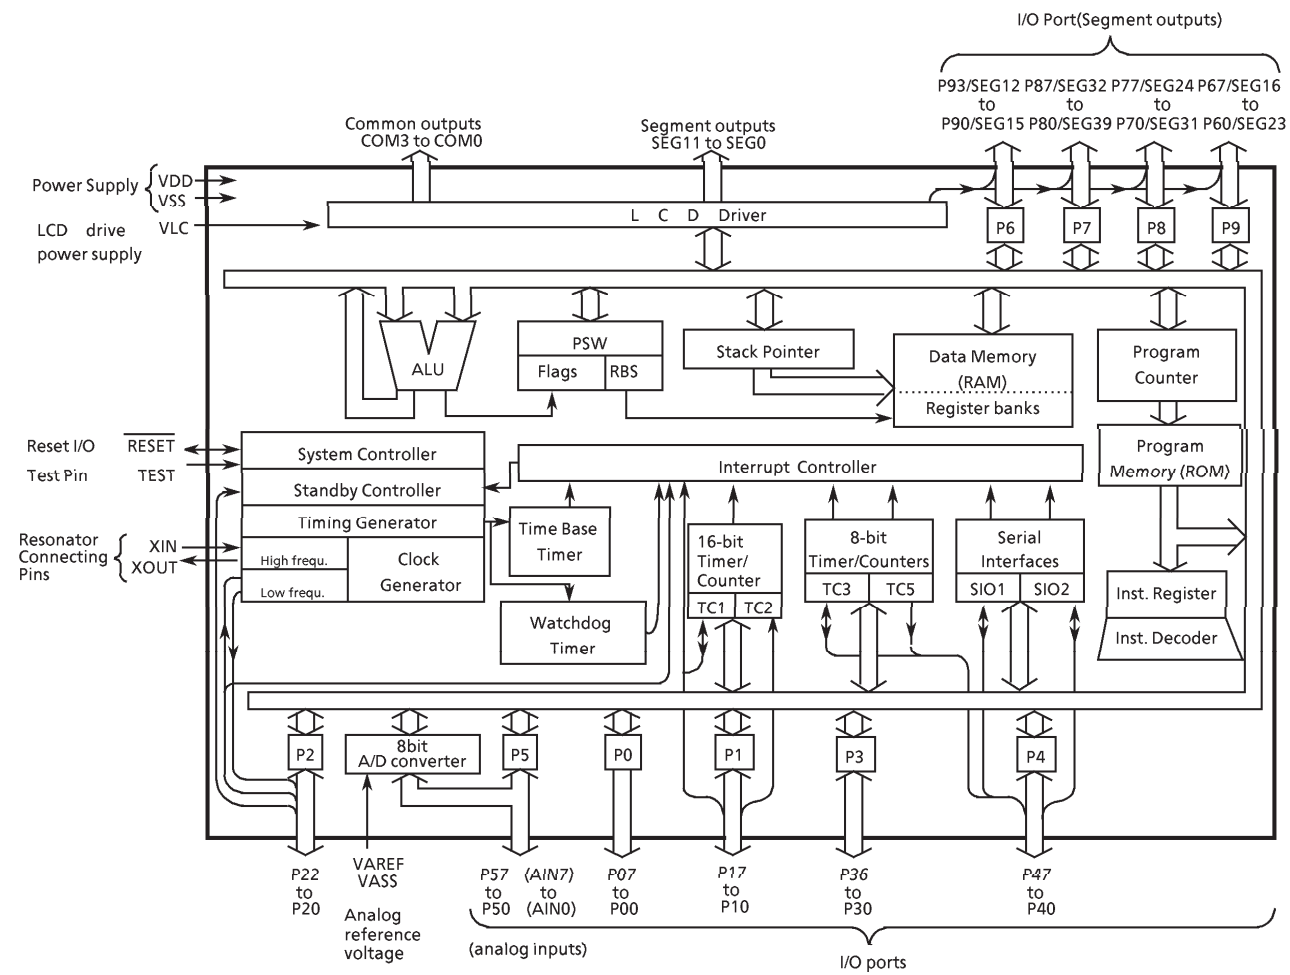 I/O Port(Segment outputs)
P93/SEG12 P87/SEG32 P77/SEG24 P67/SEG16
to to to to
P90/SEG15 P80/SEG39 P70/SEG31 P60/SEG23
Common outputs
COM3 to COM0
Segment outputs
SEG11 to SEG0
Power Supply
VDD
VSS
LCD drive
power supply
VLC
L C D Driver
P6
P7
P8
P9
ALU
PSW
Flags
RBS
Stack Pointer
Data Memory
(RAM)
Register banks
Program
Counter
Reset I/O
RESET
Test Pin
TEST
System Controller
Standby Controller
Timing Generator
High frequ.
Low frequ.
Clock
Generator
Resonator
Connecting
Pins
XIN
XOUT
Interrupt Controller
Program
Memory (ROM)
Time Base
Timer
Watchdog
Timer
16-bit
Timer/
Counter
TC1
TC2
8-bit
Timer/Counters
TC3
TC5
Serial
Interfaces
SIO1
SIO2
Inst. Register
Inst. Decoder
P2
8bit
A/D converter
P5
P0
P1
P3
P4
P22
to
P20
VAREF
VASS
Analog
reference
voltage
P57 (AIN7)
to to
P50 (AIN0)
(analog inputs)
P07
to
P00
P17
to
P10
P36
to
P30
P47
to
P40
I/O ports